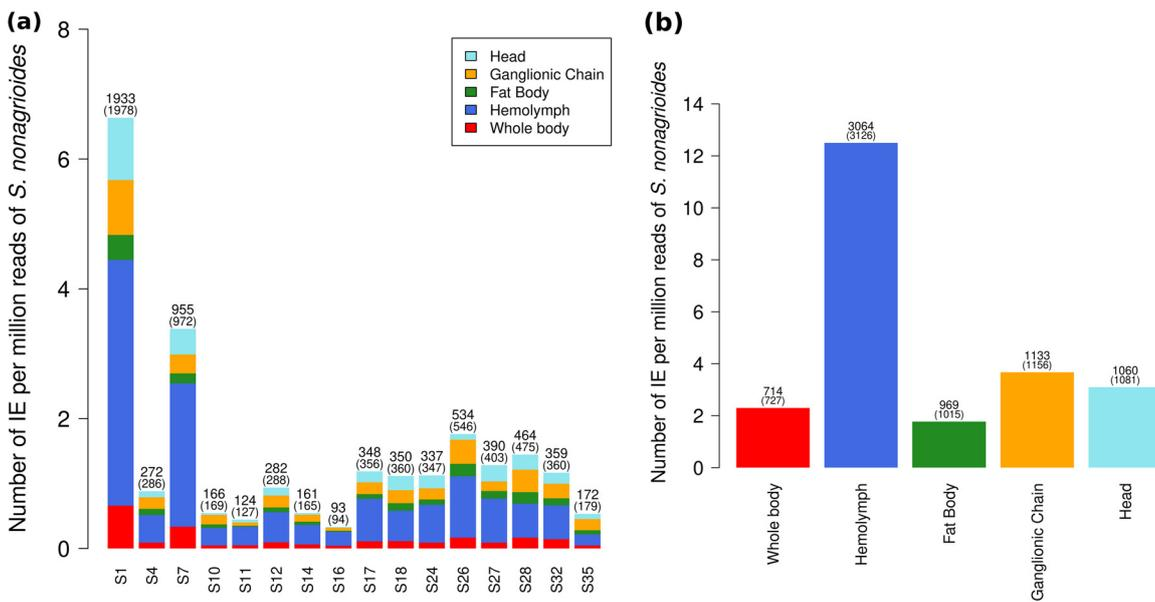 (a)
Number of IE per million reads of S. nonagrioides
8
6
4
2
0
Head
Ganglionic Chain
Fat Body
Hemolymph
Whole body
1933
(1978)
272
(286)
955
(972)
166
(169)
124
(127)
282
(288)
161
(165)
93
(94)
348
(356)
350
(360)
337
(347)
534
(546)
390
(403)
464
(475)
359
(360)
172
(179)
S1
S4
S7
S10
S11
S12
S14
S16
S17
S18
S24
S26
S27
S28
S32
S35
(b)
Number of IE per million reads of S. nonagrioides
14
12
10
8
6
4
2
0
714
(727)
3064
(3126)
969
(1015)
1133
(1156)
1060
(1081)
Whole body
Hemolymph
Fat Body
Ganglionic Chain
Head